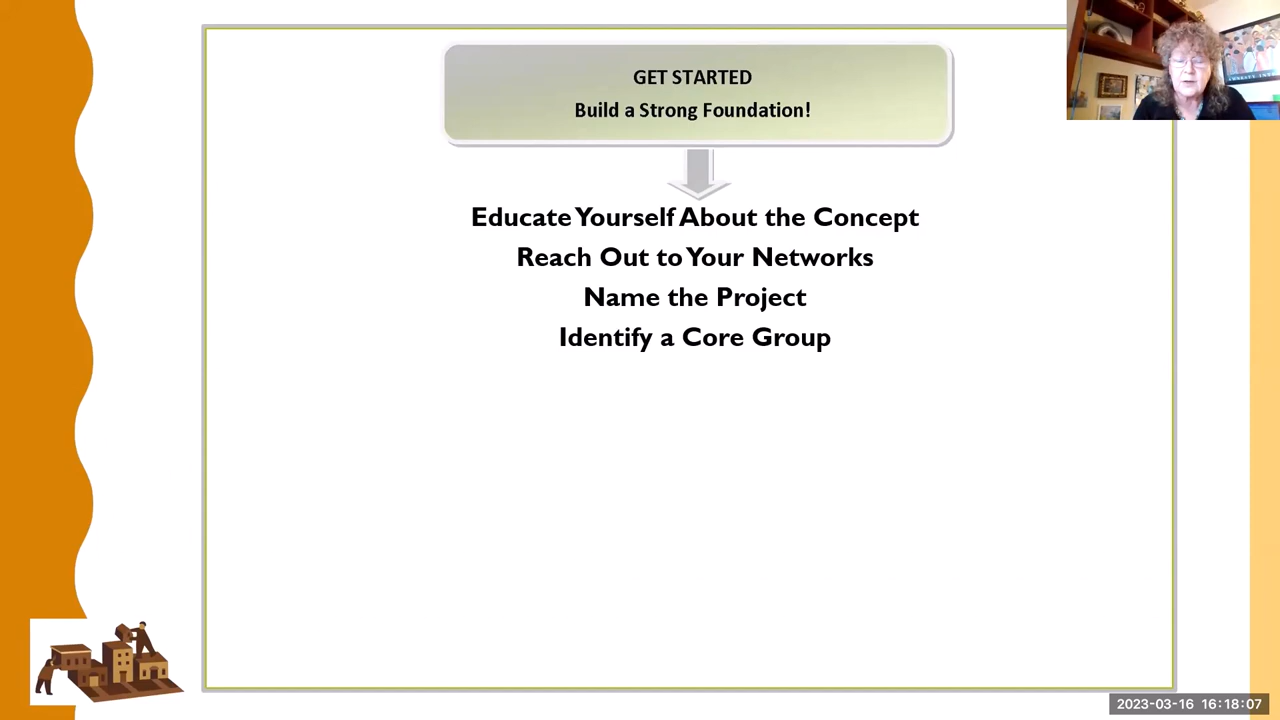 GET STARTED
Build a Strong Foundation!
Educate Yourself About the Concept
Reach Out to Your Networks
Name the Project
Identify a Core Group
2023-03-16 16:18:07